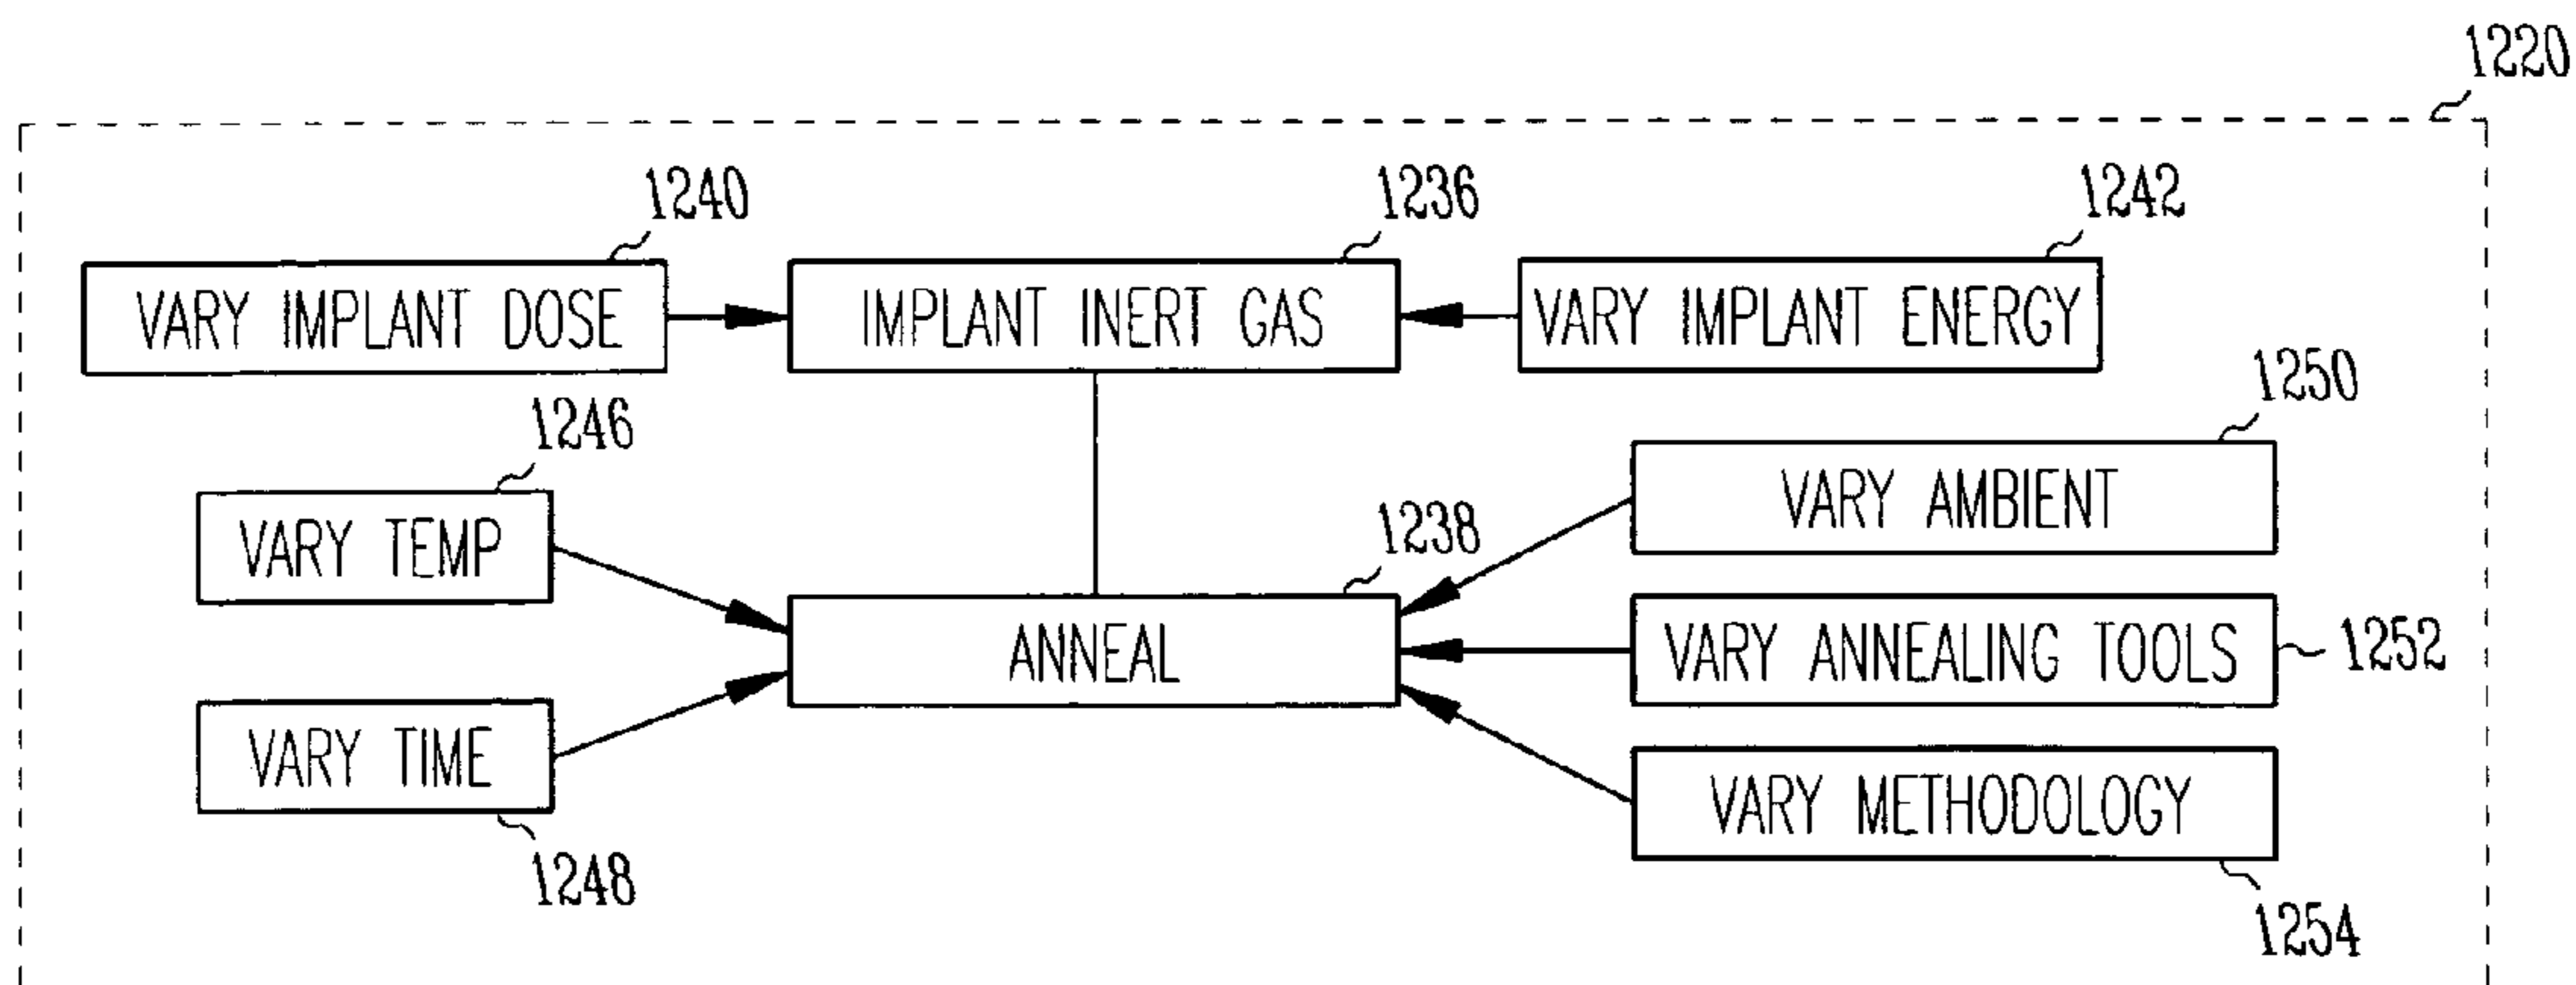 1220
1240
1236
1242
VARY IMPLANT DOSE
IMPLANT INERT GAS
VARY IMPLANT ENERGY
1250
1246
VARY AMBIENT
VARY TEMP
1238
ANNEAL
VARY ANNEALING TOOLS
1252
VARY TIME
VARY METHODOLOGY
1248
1254